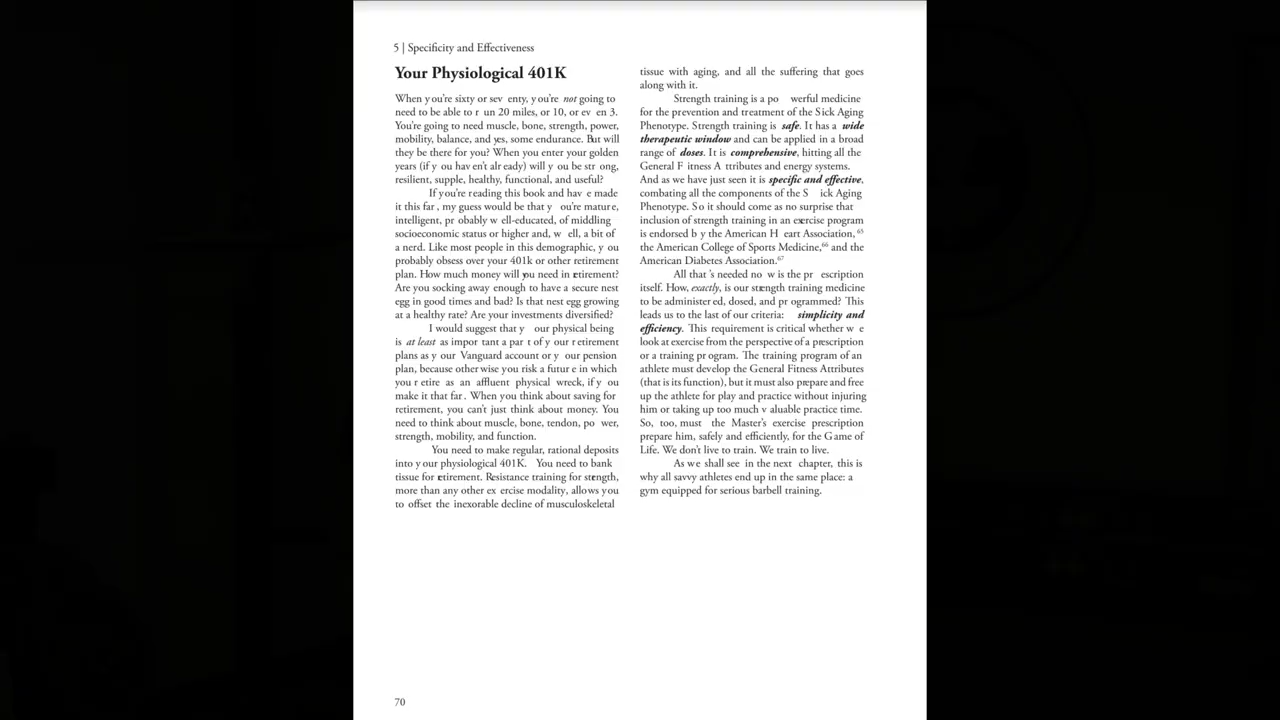 5 | Specificity and Effectiveness
Your Physiological 401K
When you're sixty or seventy, you're not going to
need to be able to run 20 miles, or 10, or even 3.
You're going to need muscle, bone, strength, power,
mobility, balance, and yes, some endurance. But will
they be there for you? When you enter your golden
years (if you haven't already) will you be strong,
resilient, supple, healthy, functional, and useful?
If you're reading this book and have made
it this far, my guess would be that you're mature,
intelligent, probably well-educated, of middling
socioeconomic status or higher and, well, a bit of
a nerd. Like most people in this demographic, you
probably obsess over your 401k or other retirement
plan. How much money will you need in retirement?
Are you socking away enough to have a secure nest
egg in good times and bad? Is that nest egg growing
at a healthy rate? Are your investments diversified?
I would suggest that your physical being
is at least as important a part of your retirement
plans as your Vanguard account or your pension
plan, because otherwise you risk a future in which
you retire as an affluent physical wreck, if you
make it that far. When you think about saving for
retirement, you can't just think about money. You
need to think about muscle, bone, tendon, power,
strength, mobility, and function.
You need to make regular, rational deposits
into your physiological 401K. You need to bank
tissue for retirement. Resistance training for strength,
more than any other exercise modality, allows you
to offset the inexorable decline of musculoskeletal
tissue with aging, and all the suffering that goes
along with it.
Strength training is a powerful medicine
for the prevention and treatment of the Sick Aging
Phenotype. Strength training is safe. It has a wide
therapeutic window and can be applied in a broad
range of doses. It is comprehensive, hitting all the
General Fitness Attributes and energy systems.
And as we have just seen it is specific and effective,
combating all the components of the Sick Aging
Phenotype. So it should come as no surprise that
inclusion of strength training in an exercise program
is endorsed by the American Heart Association,65
the American College of Sports Medicine,66 and the
American Diabetes Association.67
All that's needed now is the prescription
itself. How, exactly, is our strength training medicine
to be administered, dosed, and programmed? This
leads us to the last of our criteria: simplicity and
efficiency. This requirement is critical whether we
look at exercise from the perspective of a prescription
or a training program. The training program of an
athlete must develop the General Fitness Attributes
(that is its function), but it must also prepare and free
up the athlete for play and practice without injuring
him or taking up too much valuable practice time.
So, too, must the Master's exercise prescription
prepare him, safely and efficiently, for the Game of
Life. We don't live to train. We train to live.
As we shall see in the next chapter, this is
why all savvy athletes end up in the same place: a
gym equipped for serious barbell training.
70